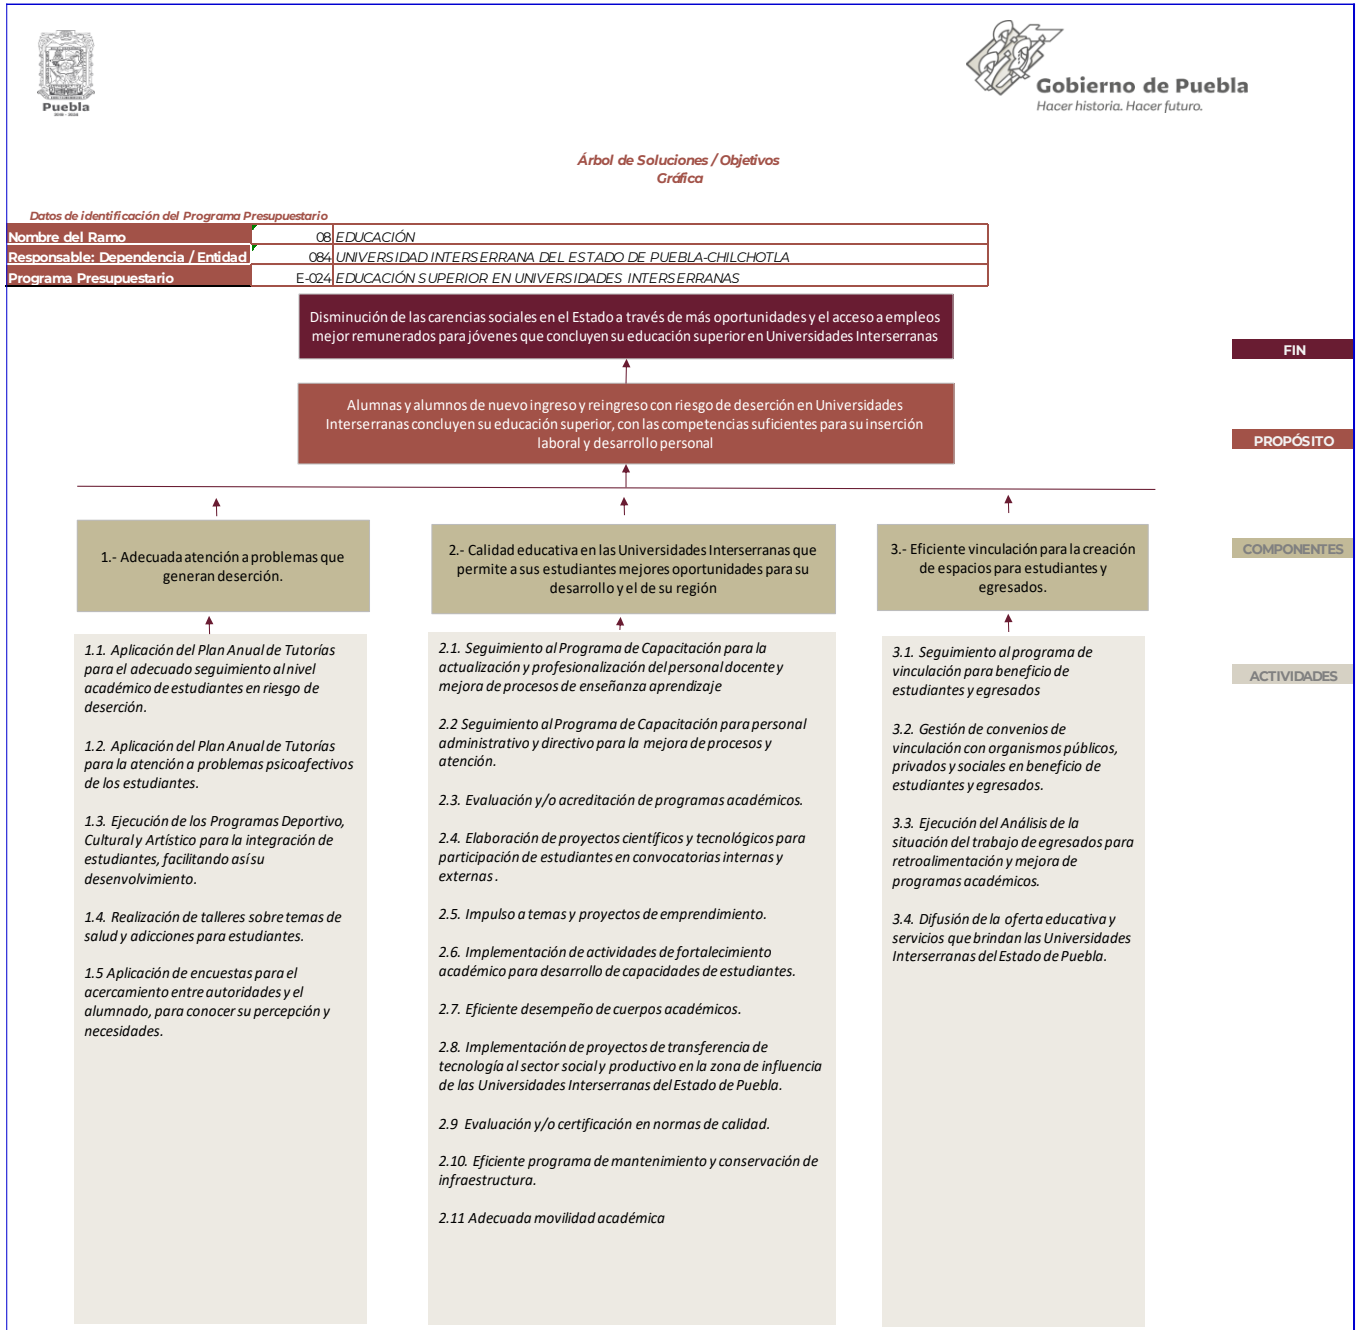 Puebla
Gobierno de Puebla
Hacer historia. Hacer futuro.
Árbol de Soluciones / Objetivos
Gráfica
Datos de identificación del Programa Presupuestario
Nombre del Ramo 08 EDUCACIÓN
Responsable: Dependencia / Entidad 084 UNIVERSIDAD INTERSERRANA DEL ESTADO DE PUEBLA-CHILCHOTLA
Programa Presupuestario E-024 EDUCACIÓN SUPERIOR EN UNIVERSIDADES INTERSERRANAS
Disminución de las carencias sociales en el Estado a través de más oportunidades y el acceso a empleos
mejor remunerados para jóvenes que concluyen su educación superior en Universidades Interserranas
FIN
Alumnas y alumnos de nuevo ingreso y reingreso con riesgo de deserción en Universidades
Interserranas concluyen su educación superior, con las competencias suficientes para su inserción
laboral y desarrollo personal
PROPÓSITO
1.- Adecuada atención a problemas que
generan deserción.
2.- Calidad educativa en las Universidades Interserranas que
permite a sus estudiantes mejores oportunidades para su
desarrollo y el de su región
3.- Eficiente vinculación para la creación
de espacios para estudiantes y
egresados.
COMPONENTES
1.1. Aplicación del Plan Anual de Tutorías
para el adecuado seguimiento al nivel
académico de estudiantes en riesgo de
deserción.
1.2. Aplicación del Plan Anual de Tutorías
para la atención a problemas psicoafectivos
de los estudiantes.
1.3. Ejecución de los Programas Deportivo,
Cultural y Artístico para la integración de
estudiantes, facilitando así su
desenvolvimiento.
1.4. Realización de talleres sobre temas de
salud y adicciones para estudiantes.
1.5 Aplicación de encuestas para el
acercamiento entre autoridades y el
alumnado, para conocer su percepción y
necesidades.
2.1. Seguimiento al Programa de Capacitación para la
actualización y profesionalización del personal docente y
mejora de procesos de enseñanza aprendizaje
2.2 Seguimiento al Programa de Capacitación para personal
administrativo y directivo para la mejora de procesos y
atención.
2.3. Evaluación y/o acreditación de programas académicos.
2.4. Elaboración de proyectos científicos y tecnológicos para
participación de estudiantes en convocatorias internas y
externas .
2.5. Impulso a temas y proyectos de emprendimiento.
2.6. Implementación de actividades de fortalecimiento
académico para desarrollo de capacidades de estudiantes.
2.7. Eficiente desempeño de cuerpos académicos.
2.8. Implementación de proyectos de transferencia de
tecnología al sector social y productivo en la zona de influencia
de las Universidades Interserranas del Estado de Puebla.
2.9 Evaluación y/o certificación en normas de calidad.
2.10. Eficiente programa de mantenimiento y conservación de
infraestructura.
2.11 Adecuada movilidad académica
3.1. Seguimiento al programa de
vinculación para beneficio de
estudiantes y egresados
3.2. Gestión de convenios de
vinculación con organismos públicos,
privados y sociales en beneficio de
estudiantes y egresados.
3.3. Ejecución del Análisis de la
situación del trabajo de egresados para
retroalimentación y mejora de
programas académicos.
3.4. Difusión de la oferta educativa y
servicios que brindan las Universidades
Interserranas del Estado de Puebla.
ACTIVIDADES